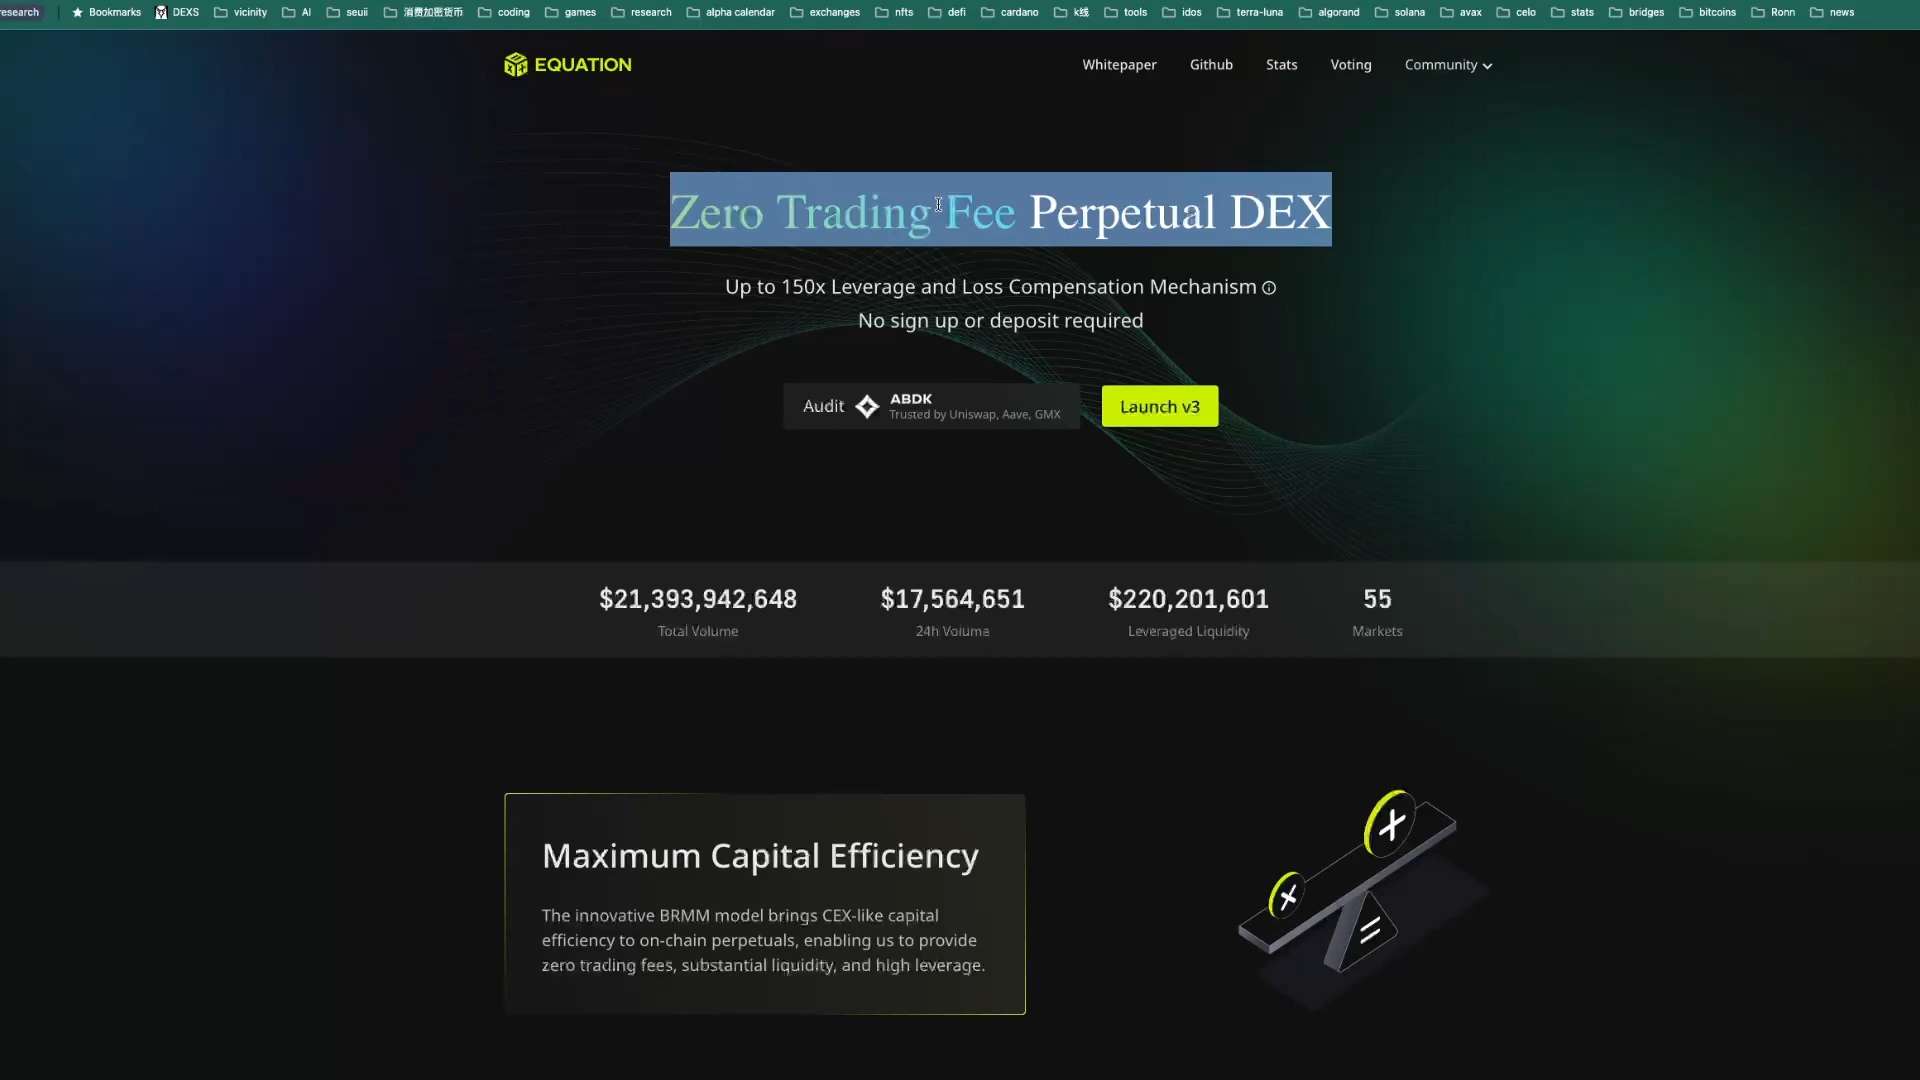 research Bookmarks DEXS vicinity AI seuii 消费加密货币 coding games research alpha calendar exchanges nfts defi cardano k线 tools idos terra-luna algorand solana avax celo stats bridges bitcoins Ronn news
EQUATION Whitepaper Github Stats Voting Community
Zero Trading Fee Perpetual DEX
Up to 150x Leverage and Loss Compensation Mechanism
No sign up or deposit required
Audit ABDK
Trusted by Uniswap, Aave, GMX
Launch v3
$21,393,942,648 $17,564,651 $220,201,601 55
Total Volume 24h Volume Leveraged Liquidity Markets
Maximum Capital Efficiency
The innovative BRMM model brings CEX-like capital
efficiency to on-chain perpetuals, enabling us to provide
zero trading fees, substantial liquidity, and high leverage.